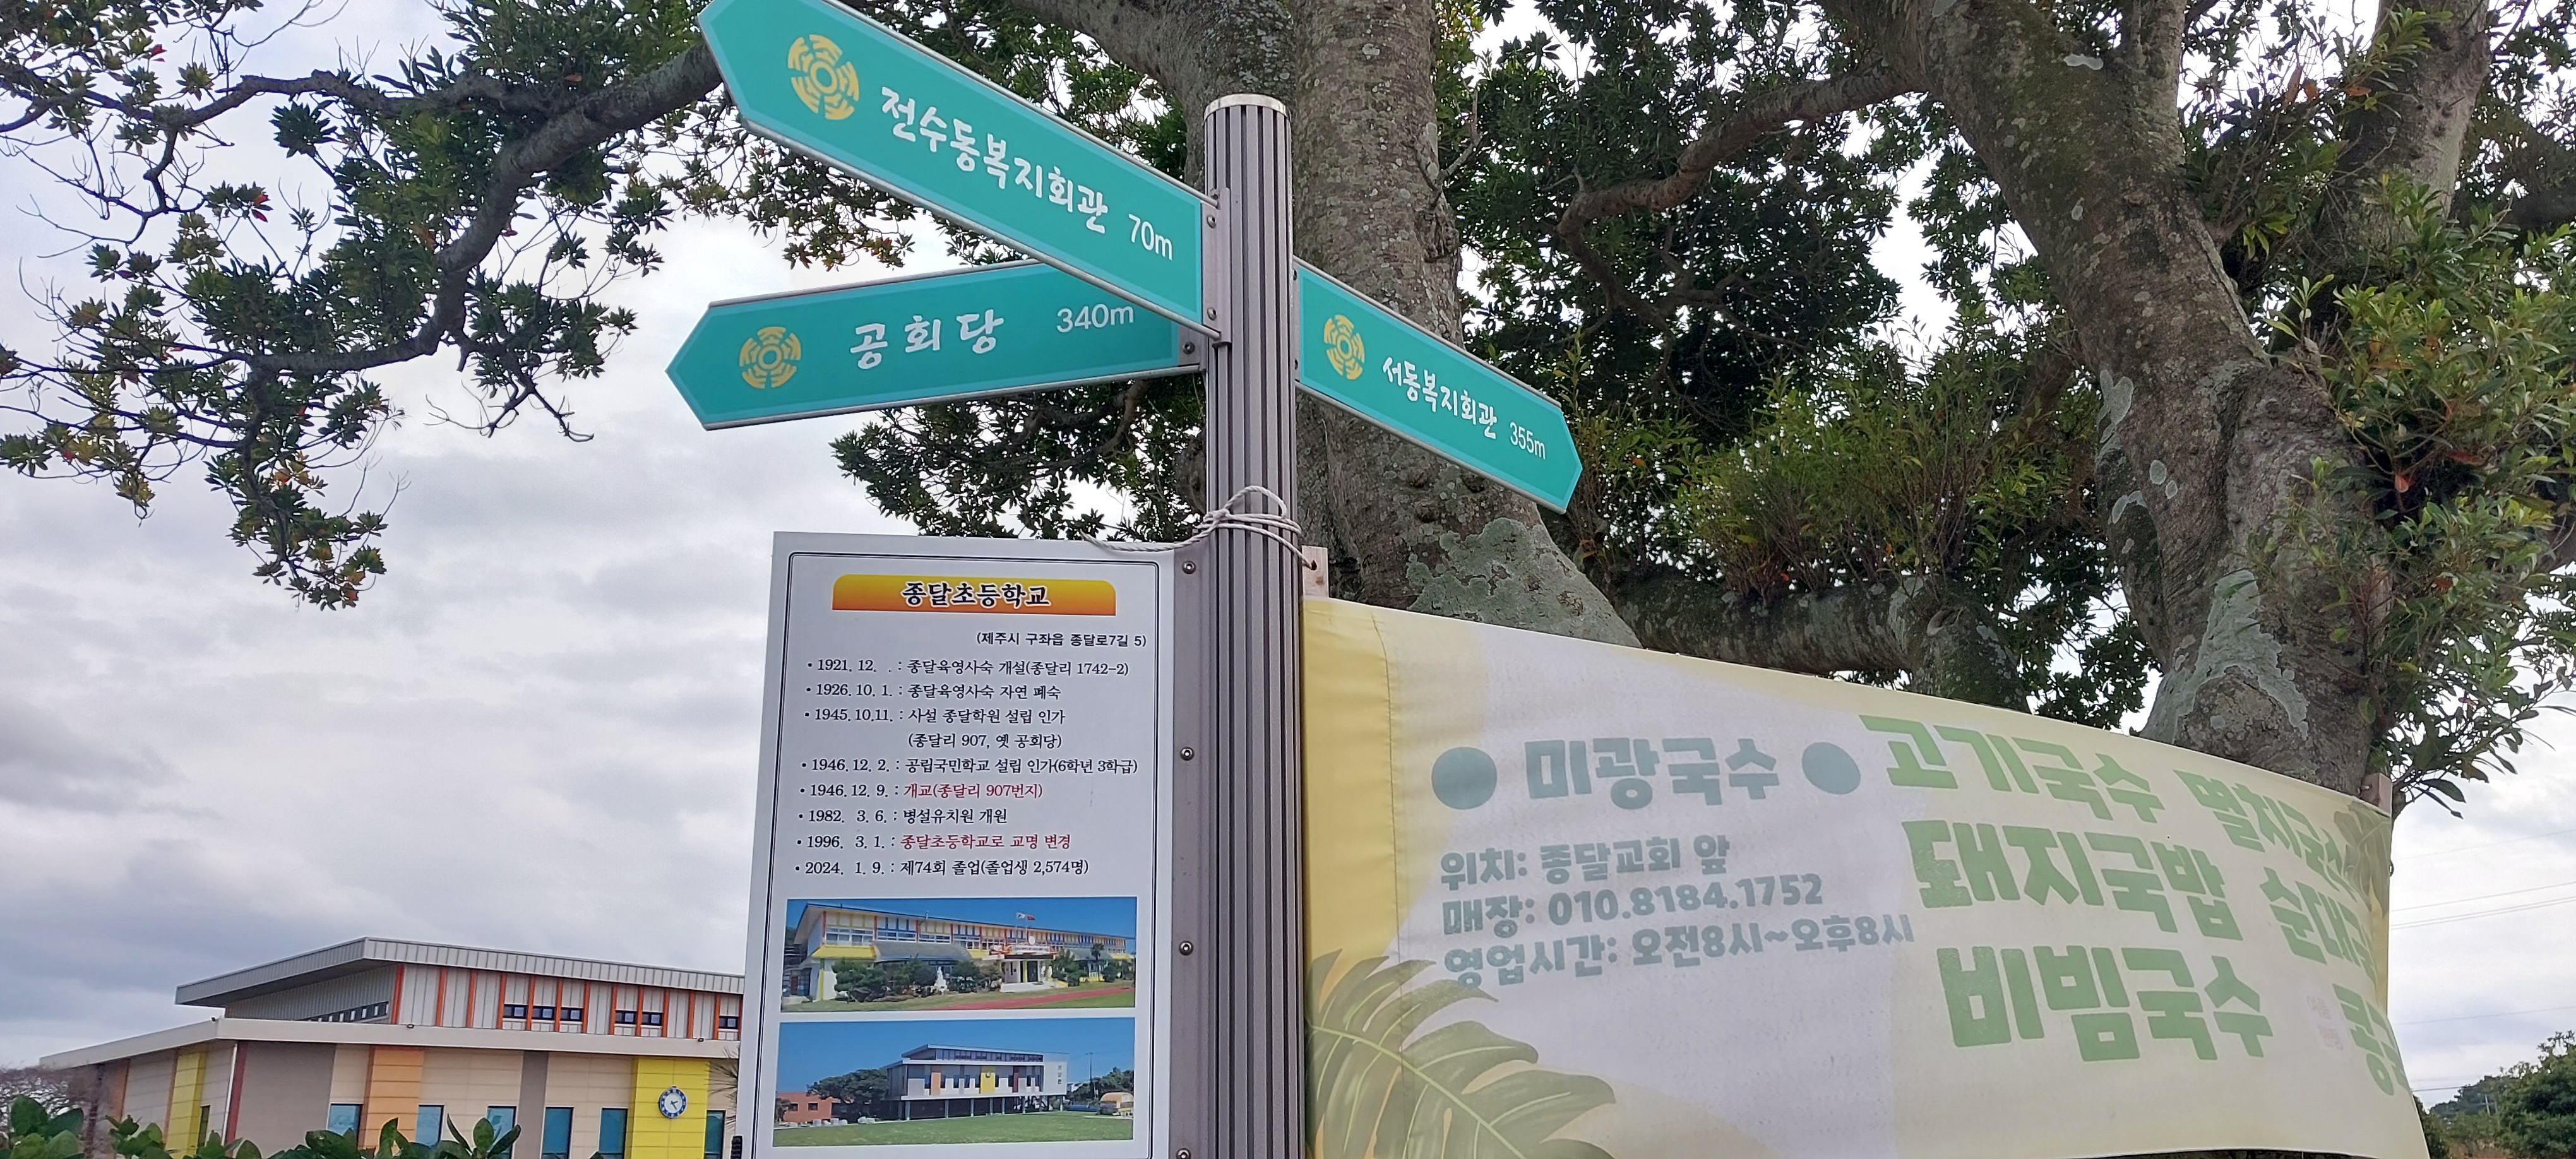 전수동복지회관 70m
공회당 340m
서동복지회관 355m
종달초등학교
(제주시 구좌읍 종달로7길 5)
• 1921. 12. . : 종달육영사숙 개설(종달리 1742-2)
• 1926. 10. 1. : 종달육영사숙 자연 폐숙
• 1945. 10.11. : 사설 종달학원 설립 인가
(종달리 907, 옛 공회당)
• 1946. 12. 2. : 공립국민학교 설립 인가(6학년 3학급)
• 1946. 12. 9. : 개교(종달리 907번지)
• 1982. 3. 6. : 병설유치원 개원
• 1996. 3. 1. : 종달초등학교로 교명 변경
• 2024. 1. 9. : 제74회 졸업(졸업생 2,574명)
● 미광국수 ●
위치: 종달교회 앞
매장: 010.8184.1752
영업시간: 오전8시~오후8시
고기국수 멸치국수
돼지국밥 순대국
비빔국수